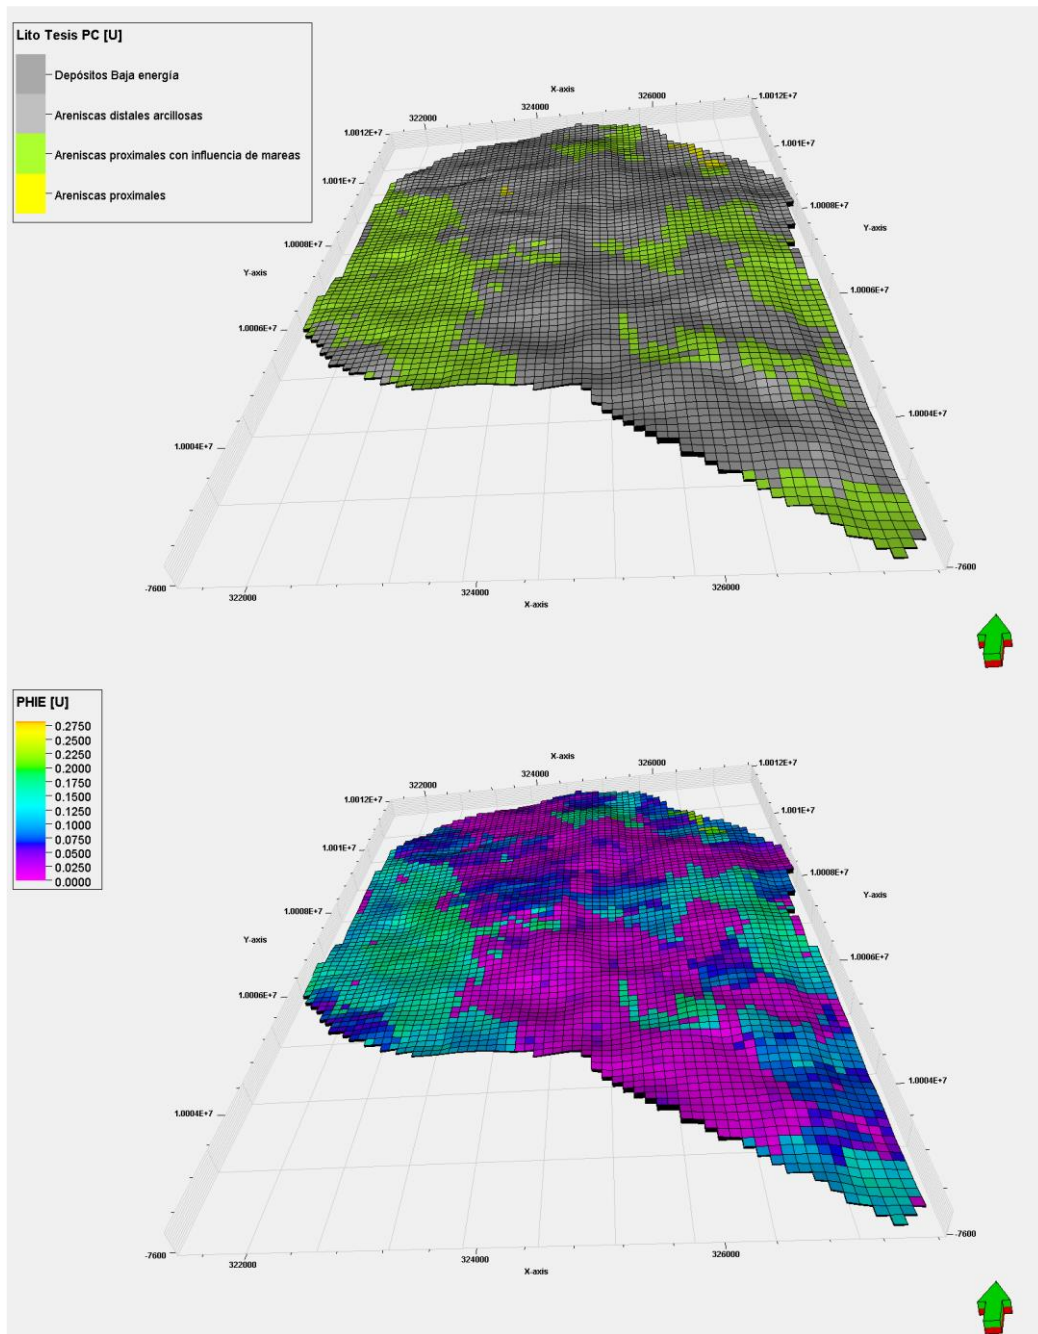 Lito Tesis PC [U]
Depósitos Baja energía
Areniscas distales arcillosas
Areniscas proximales con influencia de mareas
Areniscas proximales
X-axis
322000
324000
326000
1.0012E+7
1.0012E+7
1.001E+7
1.001E+7
1.0008E+7
1.0008E+7
Y-axis
Y-axis
1.0006E+7
1.0006E+7
1.0004E+7
1.0004E+7
-7600
-7600
322000
324000
326000
X-axis
PHIE [U]
0.2750
0.2500
0.2250
0.2000
0.1750
0.1500
0.1250
0.1000
0.0750
0.0500
0.0250
0.0000
X-axis
322000
324000
326000
1.0012E+7
1.0012E+7
1.001E+7
1.001E+7
1.0008E+7
1.0008E+7
Y-axis
Y-axis
1.0006E+7
1.0006E+7
1.0004E+7
1.0004E+7
-7600
-7600
322000
324000
326000
X-axis